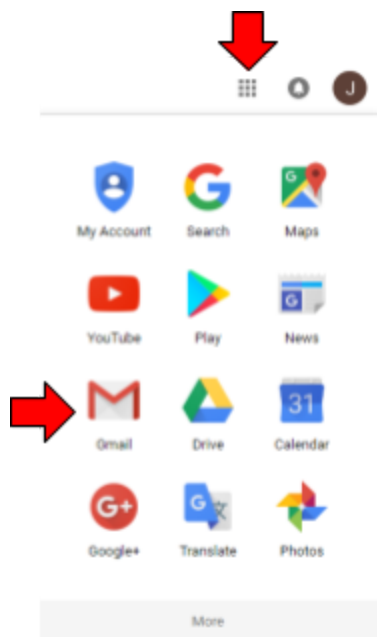 J
My Account Search Maps
YouTube Play News
Gmail Drive Calendar
Google+ Translate Photos
More